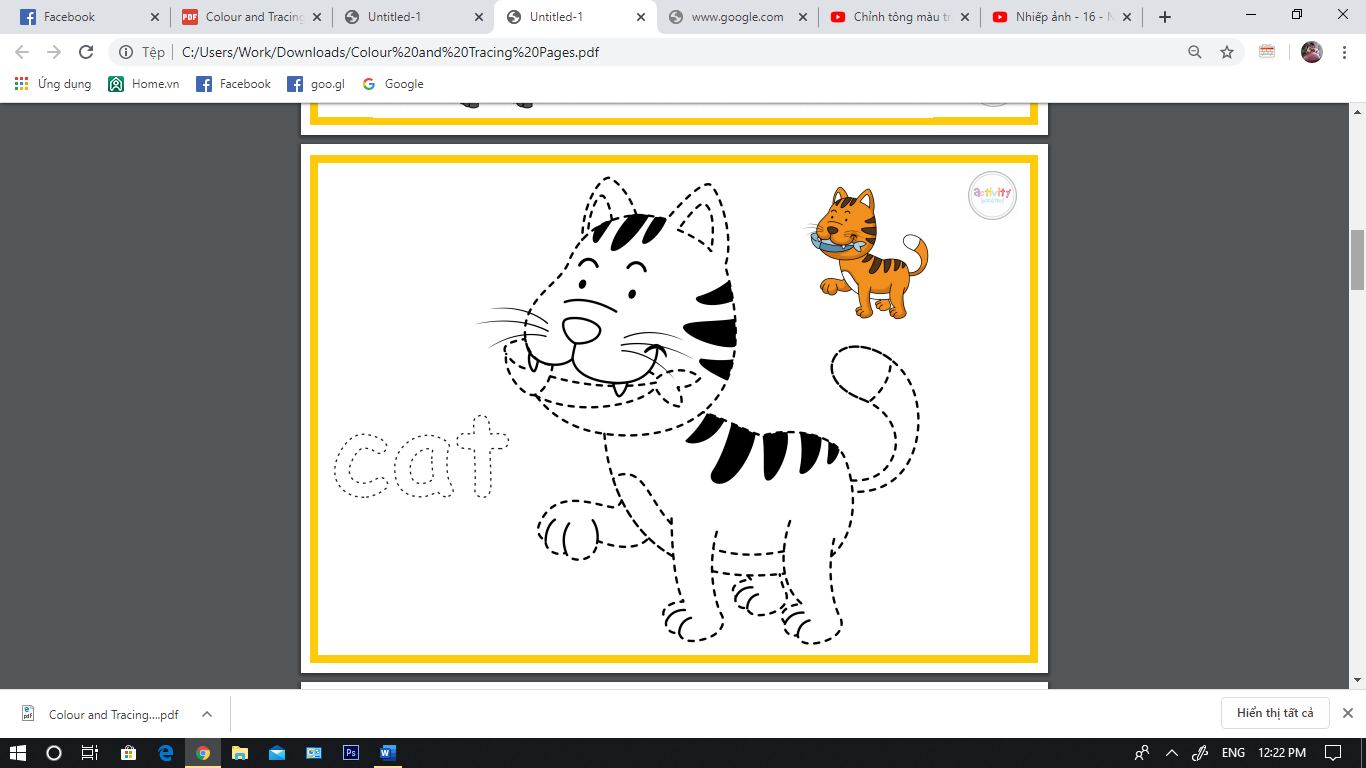 Facebook
Colour and Tracing
Untitled-1
Untitled-1
www.google.com
Chỉnh tông màu tr
Nhiếp ảnh - 16 - N
Tệp
C:/Users/Work/Downloads/Colour%20and%20Tracing%20Pages.pdf
Ứng dụng
Home.vn
Facebook
goo.gl
Google
activity
cat
Colour and Tracing....pdf
Hiển thị tất cả
ENG
12:22 PM